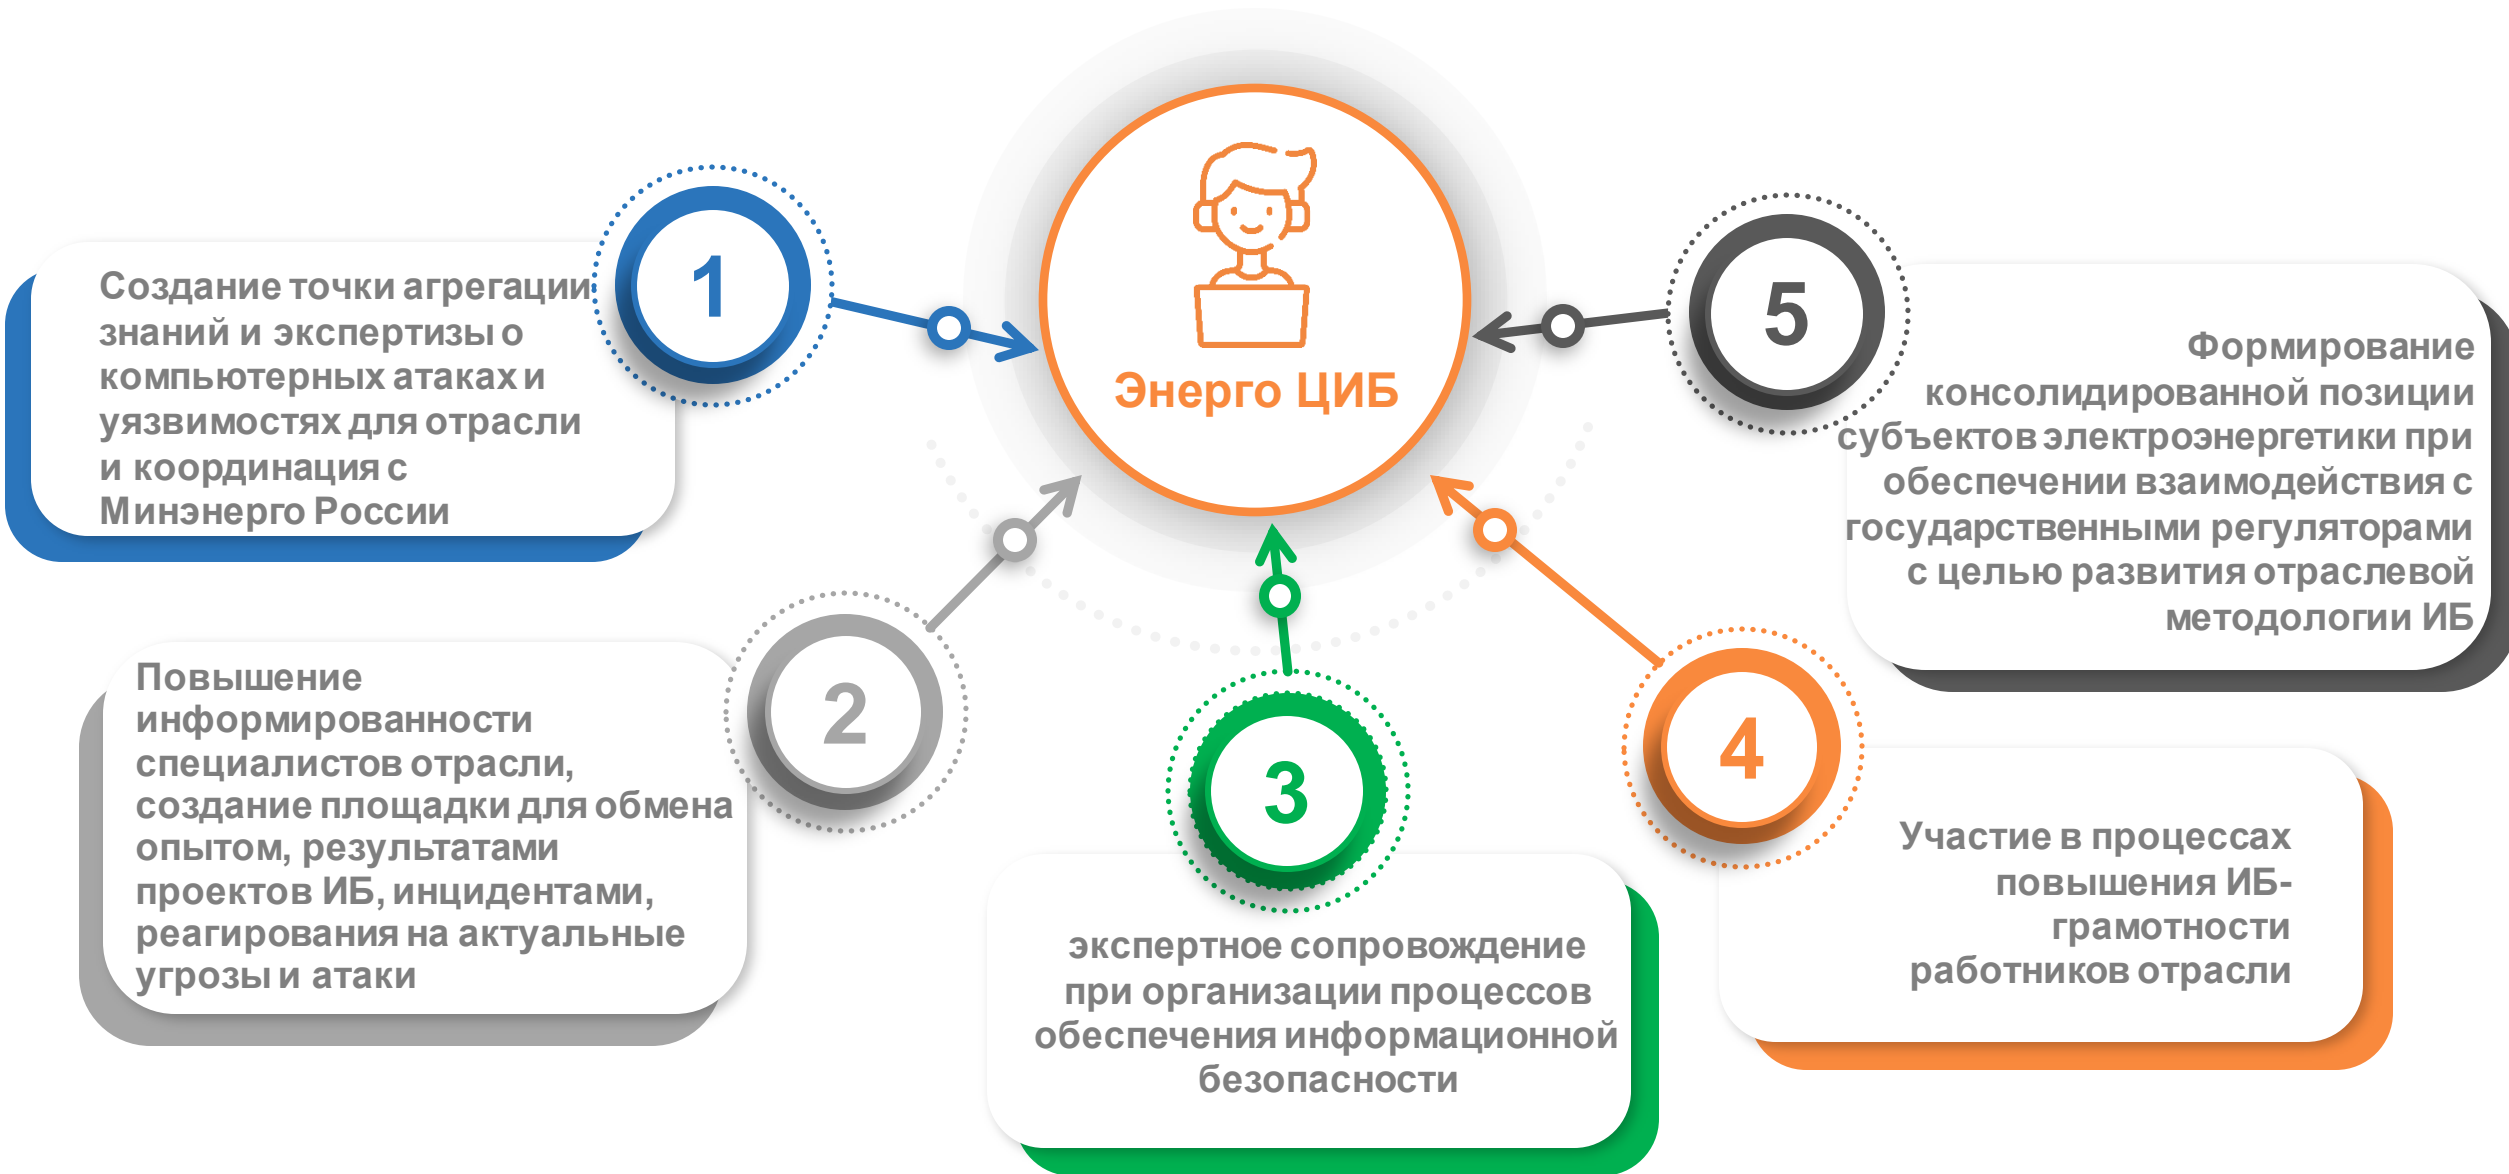 Энерго ЦИБ
1
Создание точки агрегации
знаний и экспертизы о
компьютерных атаках и
уязвимостях для отрасли
и координация с
Минэнерго России
2
Повышение
информированности
специалистов отрасли,
создание площадки для обмена
опытом, результатами
проектов ИБ, инцидентами,
реагирования на актуальные
угрозы и атаки
3
экспертное сопровождение
при организации процессов
обеспечения информационной
безопасности
4
Участие в процессах
повышения ИБ-
грамотности
работников отрасли
5
Формирование
консолидированной позиции
субъектов электроэнергетики при
обеспечении взаимодействия с
государственными регуляторами
с целью развития отраслевой
методологии ИБ